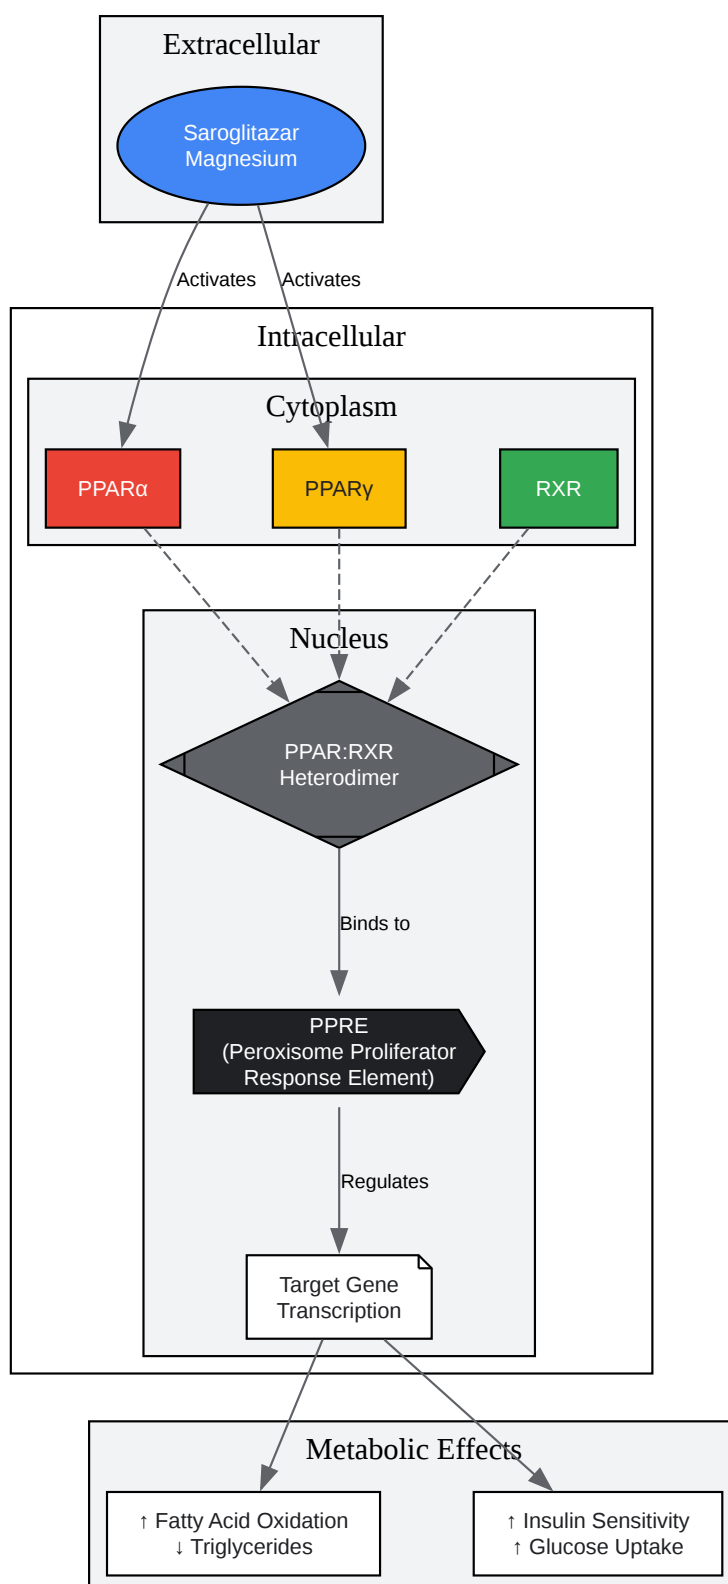 Extracellular
Saroglitazar
Magnesium
Activates
Activates
Intracellular
Cytoplasm
PPARα
PPARγ
RXR
Nucleus
PPAR:RXR
Heterodimer
Binds to
PPRE
(Peroxisome Proliferator
Response Element)
Regulates
Target Gene
Transcription
Metabolic Effects
↑ Fatty Acid Oxidation
↓ Triglycerides
↑ Insulin Sensitivity
↑ Glucose Uptake